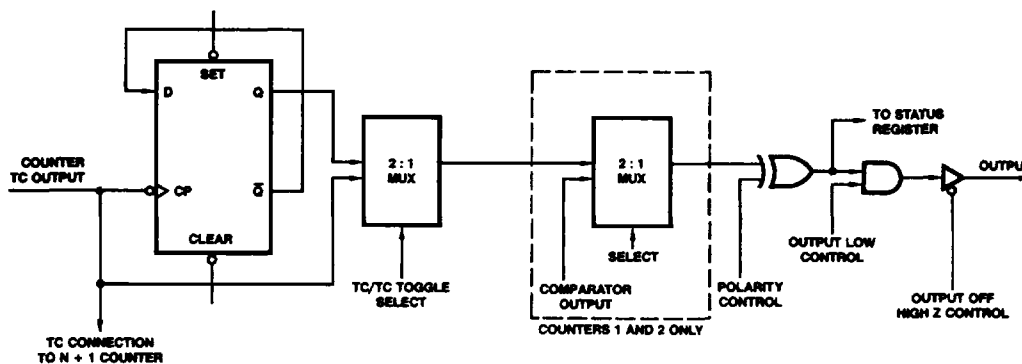 SET
D
Q
COUNTER
TC OUTPUT
CP
Q̅
CLEAR
TC CONNECTION
TO N + 1 COUNTER
2 : 1
MUX
TC/TC TOGGLE
SELECT
2 : 1
MUX
SELECT
COMPARATOR
OUTPUT
COUNTERS 1 AND 2 ONLY
POLARITY
CONTROL
TO STATUS
REGISTER
OUTPUT LOW
CONTROL
OUTPUT
OUTPUT OFF
HIGH Z CONTROL